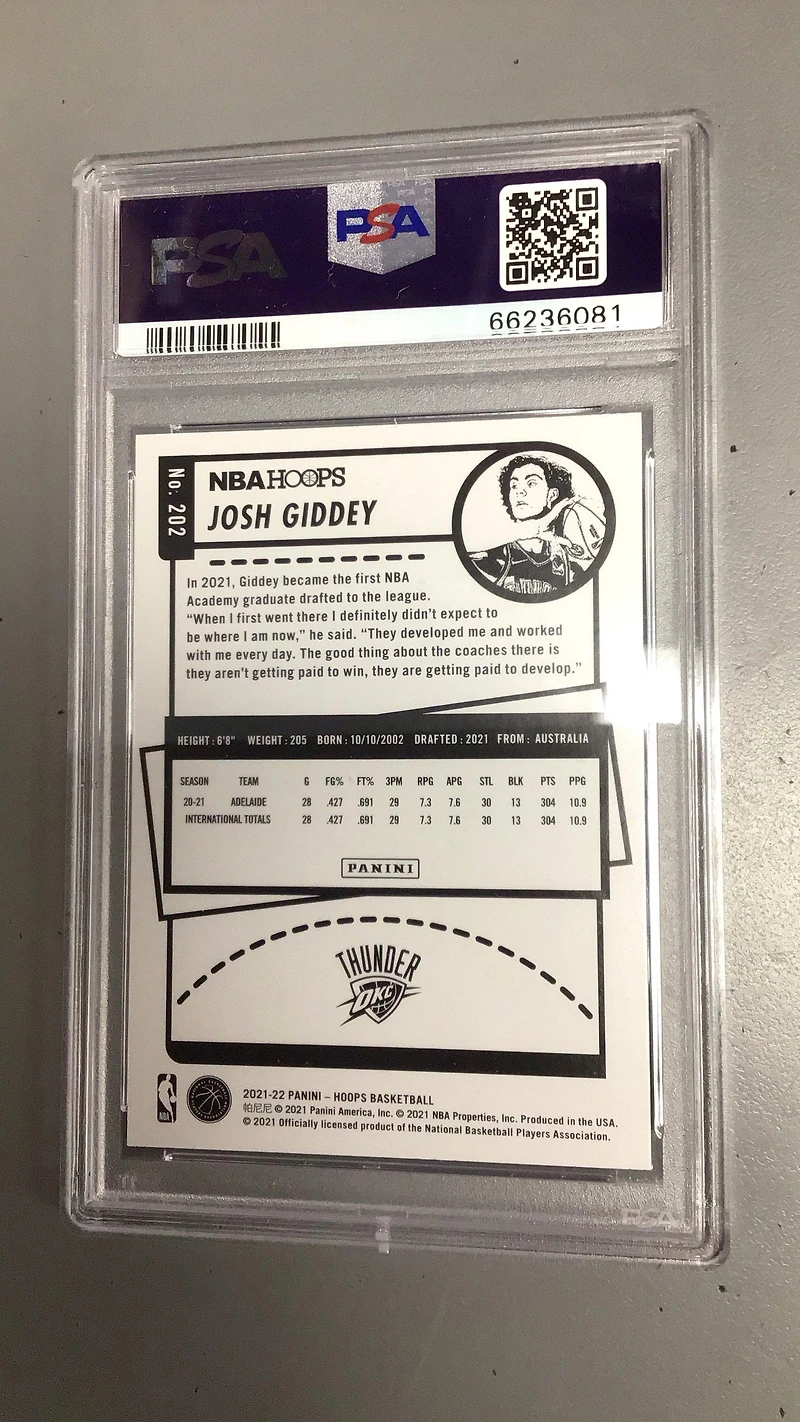 PSA PSA
66236081
No: 202
NBA HOOPS
JOSH GIDDEY
In 2021, Giddey became the first NBA
Academy graduate drafted to the league.
“When I first went there I definitely didn’t expect to
be where I am now,” he said. “They developed me and worked
with me every day. The good thing about the coaches there is
they aren’t getting paid to win, they are getting paid to develop.”
HEIGHT: 6'8" WEIGHT: 205 BORN: 10/10/2002 DRAFTED: 2021 FROM: AUSTRALIA
SEASON TEAM G FG% FT% 3PM RPG APG STL BLK PTS PPG
20-21 ADELAIDE 28 .427 .691 29 7.3 7.6 30 13 304 10.9
INTERNATIONAL TOTALS 28 .427 .691 29 7.3 7.6 30 13 304 10.9
PANINI
THUNDER
OKC
NBA
2021-22 PANINI – HOOPS BASKETBALL
帕尼尼 © 2021 Panini America, Inc. © 2021 NBA Properties, Inc. Produced in the USA.
© 2021 Officially licensed product of the National Basketball Players Association.
PSA